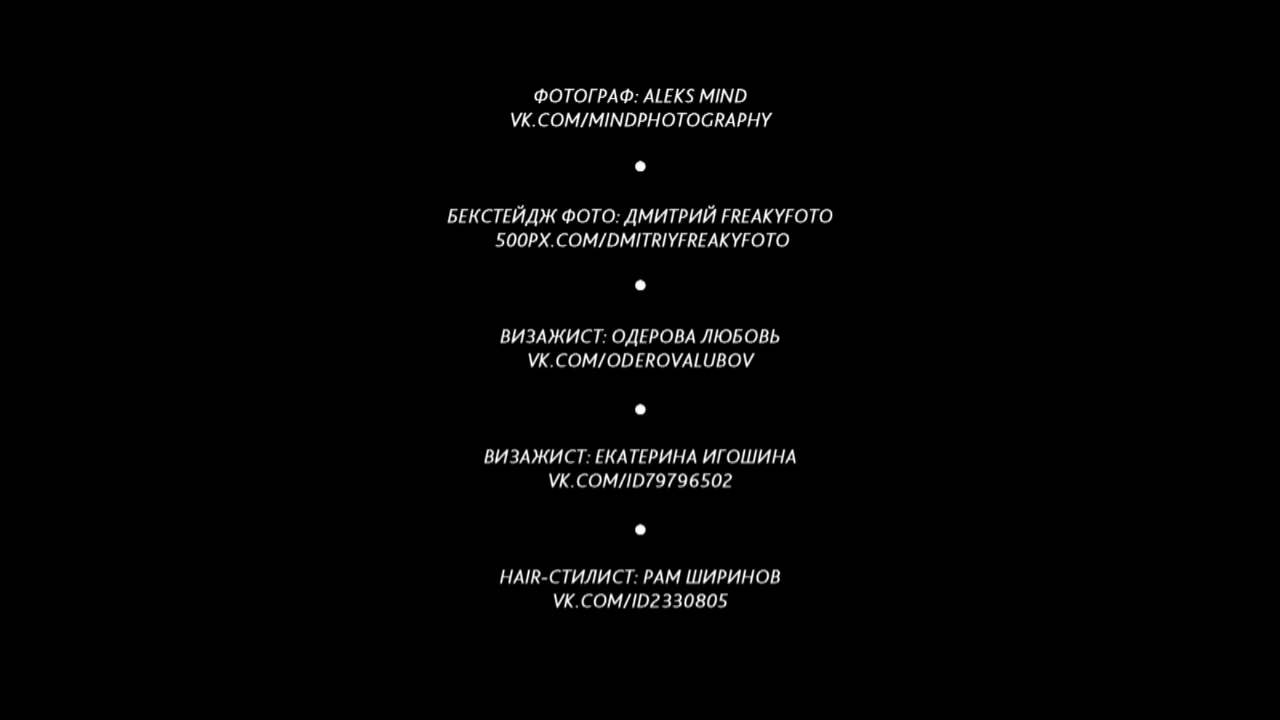 ФОТОГРАФ: ALEKS MIND
VK.COM/MINDPHOTOGRAPHY
БЕКСТЕЙДЖ ФОТО: ДМИТРИЙ FREAKYFOTO
500PX.COM/DMITRIYFREAKYFOTO
ВИЗАЖИСТ: ОДЕРОВА ЛЮБОВЬ
VK.COM/ODEROVALUBOV
ВИЗАЖИСТ: ЕКАТЕРИНА ИГОШИНА
VK.COM/ID79796502
HAIR-СТИЛИСТ: РАМ ШИРИНОВ
VK.COM/ID2330805